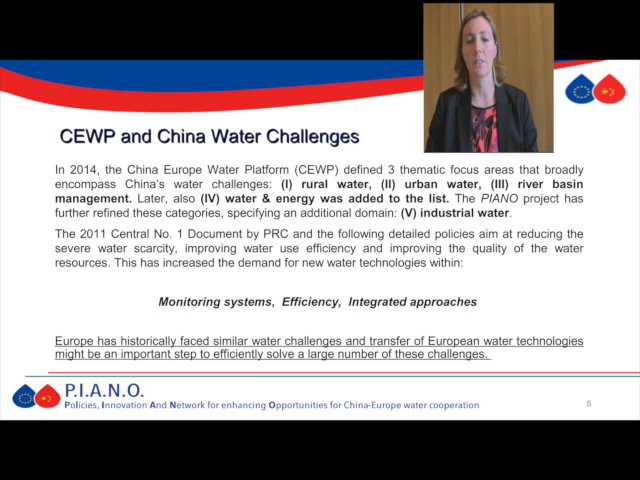 CEWP and China Water Challenges
In 2014, the China Europe Water Platform (CEWP) defined 3 thematic focus areas that broadly
encompass China's water challenges: (I) rural water, (II) urban water, (III) river basin
management. Later, also (IV) water & energy was added to the list. The PIANO project has
further refined these categories, specifying an additional domain: (V) industrial water.
The 2011 Central No. 1 Document by PRC and the following detailed policies aim at reducing the
severe water scarcity, improving water use efficiency and improving the quality of the water
resources. This has increased the demand for new water technologies within:
Monitoring systems, Efficiency, Integrated approaches
Europe has historically faced similar water challenges and transfer of European water technologies
might be an important step to efficiently solve a large number of these challenges.
P.I.A.N.O.
Policies, Innovation And Network for enhancing Opportunities for China-Europe water cooperation
5